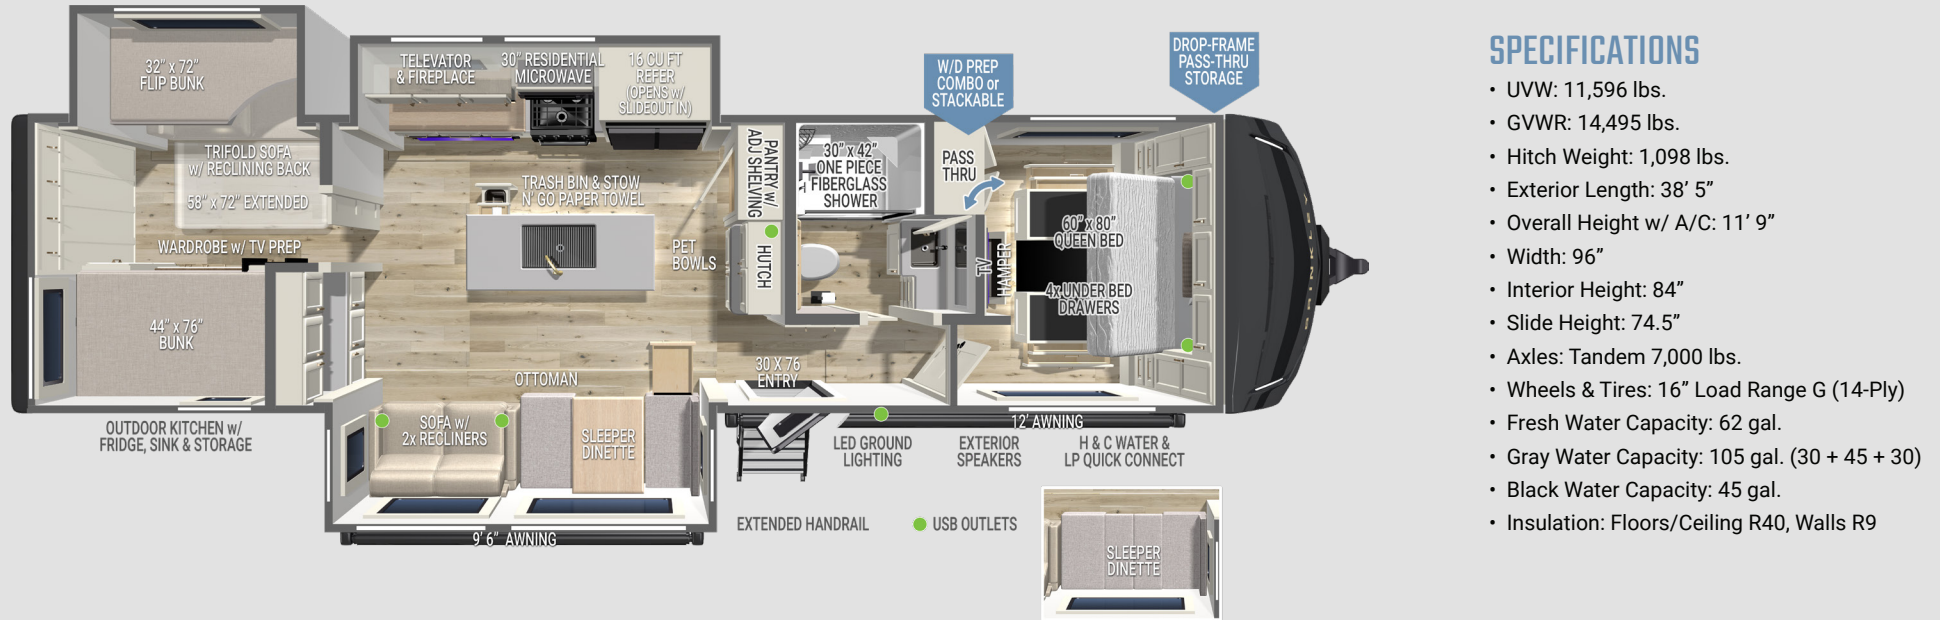 32” x 72”
FLIP BUNK
TELEVATOR
& FIREPLACE
30” RESIDENTIAL
MICROWAVE
16 CU FT
REFER
(OPENS w/
SLIDEOUT IN)
TRIFOLD SOFA
w/ RECLINING BACK
58” x 72” EXTENDED
WARDROBE w/ TV PREP
44” x 76”
BUNK
OUTDOOR KITCHEN w/
FRIDGE, SINK & STORAGE
TRASH BIN & STOW
N’ GO PAPER TOWEL
PET
BOWLS
PANTRY w/
ADJ SHELVING
HUTCH
30” x 42”
ONE PIECE
FIBERGLASS
SHOWER
W/D PREP
COMBO or
STACKABLE
DROP-FRAME
PASS-THRU
STORAGE
PASS
THRU
60” x 80”
QUEEN BED
TV
HAMPER
4x UNDER BED
DRAWERS
BRINKLEY
30 X 76
ENTRY
OTTOMAN
SOFA w/
2x RECLINERS
SLEEPER
DINETTE
9’ 6” AWNING
12’ AWNING
LED GROUND
LIGHTING
EXTERIOR
SPEAKERS
H & C WATER &
LP QUICK CONNECT
EXTENDED HANDRAIL
USB OUTLETS
SLEEPER
DINETTE
SPECIFICATIONS
• UVW: 11,596 lbs.
• GVWR: 14,495 lbs.
• Hitch Weight: 1,098 lbs.
• Exterior Length: 38’ 5”
• Overall Height w/ A/C: 11’ 9”
• Width: 96”
• Interior Height: 84”
• Slide Height: 74.5”
• Axles: Tandem 7,000 lbs.
• Wheels & Tires: 16” Load Range G (14-Ply)
• Fresh Water Capacity: 62 gal.
• Gray Water Capacity: 105 gal. (30 + 45 + 30)
• Black Water Capacity: 45 gal.
• Insulation: Floors/Ceiling R40, Walls R9